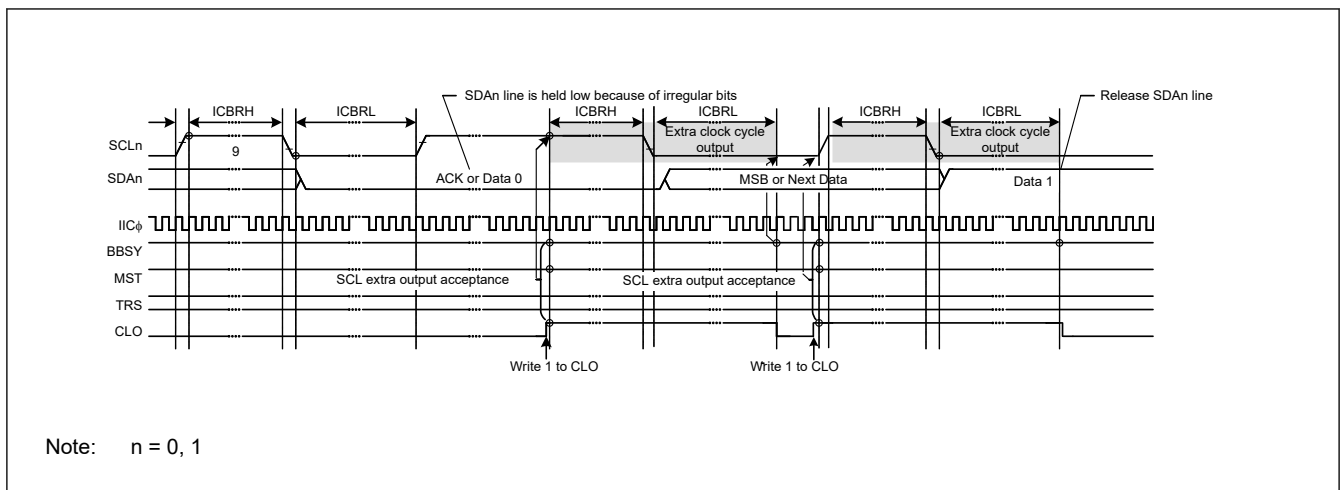 SDAn line is held low because of irregular bits
Release SDAn line
ICBRH
ICBRL
ICBRH
ICBRL
ICBRH
ICBRL
SCLn
9
Extra clock cycle
output
Extra clock cycle
output
SDAn
ACK or Data 0
MSB or Next Data
Data 1
IICϕ
BBSY
MST
SCL extra output acceptance
SCL extra output acceptance
TRS
CLO
Write 1 to CLO
Write 1 to CLO
Note: n = 0, 1